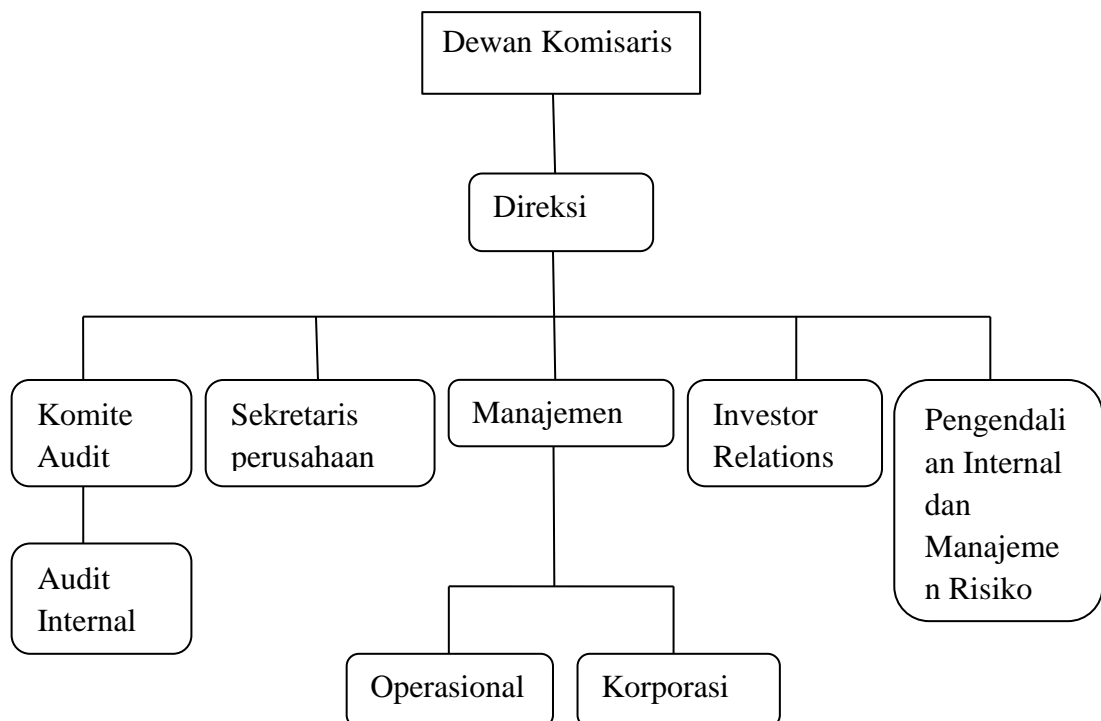 Dewan Komisaris
Direksi
Komite
Audit
Sekretaris
perusahaan
Manajemen
Investor
Relations
Pengendali
an Internal
dan
Manajeme
n Risiko
Audit
Internal
Operasional
Korporasi